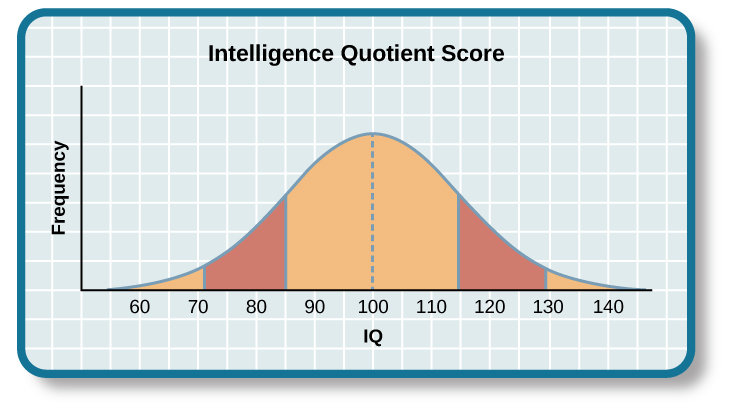 Intelligence Quotient Score
Frequency
60 70 80 90 100 110 120 130 140
IQ